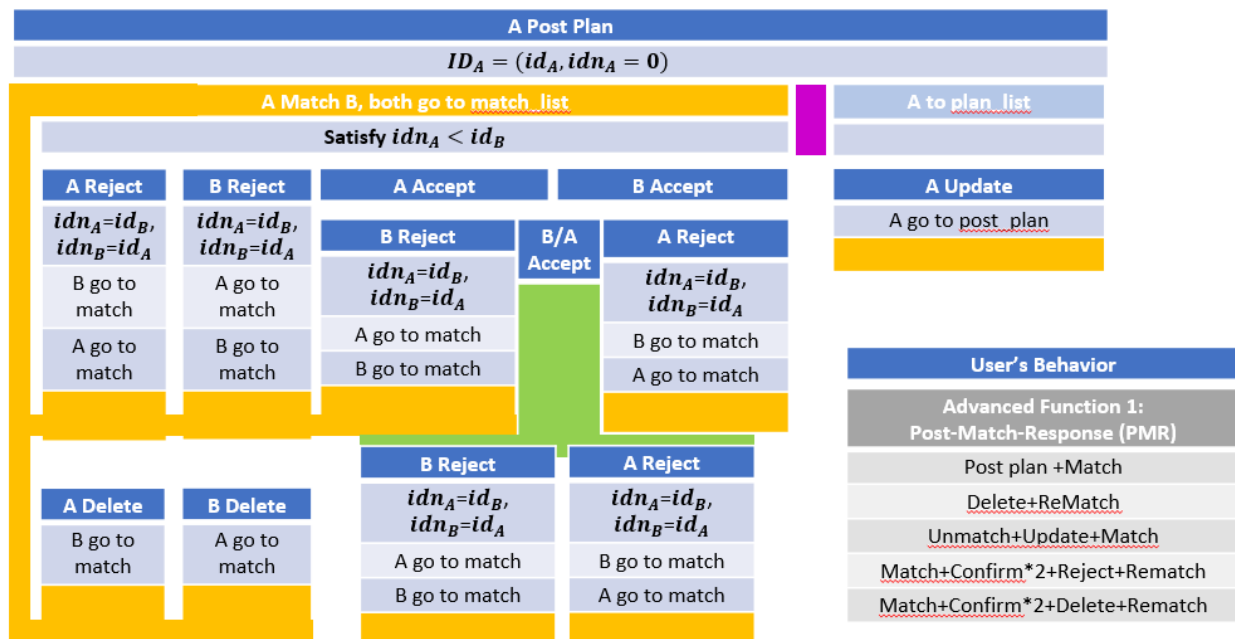 A Post Plan
ID_A = (id_A, idn_A = 0)
A Match B, both go to match_list
A to plan_list
Satisfy idn_A < id_B
A Reject
B Reject
A Accept
B Accept
A Update
idn_A=id_B,
idn_B=id_A
idn_A=id_B,
idn_B=id_A
A go to post_plan
B Reject
B/A
Accept
A Reject
idn_A=id_B,
idn_B=id_A
idn_A=id_B,
idn_B=id_A
B go to
match
A go to
match
A go to match
B go to match
A go to
match
B go to
match
B go to match
A go to match
User's Behavior
Advanced Function 1:
Post-Match-Response (PMR)
Post plan +Match
Delete+ReMatch
Unmatch+Update+Match
Match+Confirm*2+Reject+Rematch
Match+Confirm*2+Delete+Rematch
B Reject
A Reject
idn_A=id_B,
idn_B=id_A
idn_A=id_B,
idn_B=id_A
A go to match
B go to match
B go to match
A go to match
A Delete
B Delete
B go to
match
A go to
match